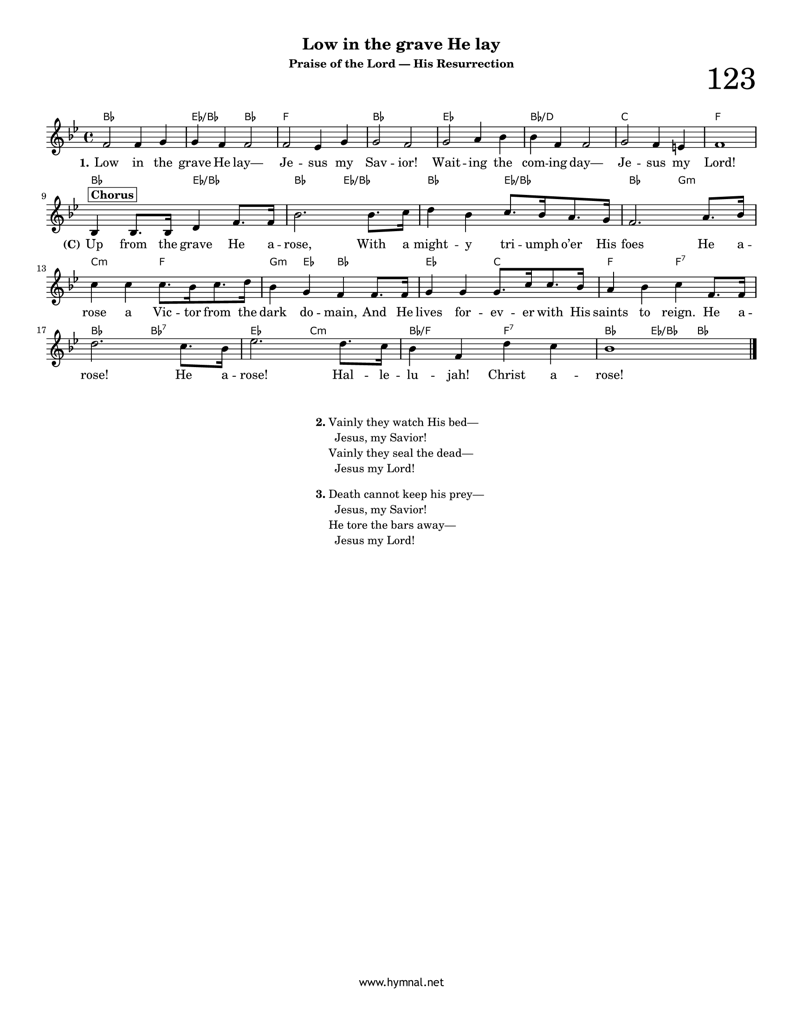 Low in the grave He lay
Praise of the Lord — His Resurrection
123
B♭ E♭/B♭ B♭ F B♭ E♭ B♭/D C F
1. Low in the grave He lay— Je - sus my Sav - ior! Wait - ing the com - ing day— Je - sus my Lord!
B♭ E♭/B♭ B♭ E♭/B♭ B♭ E♭/B♭ B♭ Gm
9 Chorus
(C) Up from the grave He a - rose, With a might - y tri - umph o'er His foes He a -
Cm F Gm E♭ B♭ E♭ C F F7
13
rose a Vic - tor from the dark do - main, And He lives for - ev - er with His saints to reign. He a -
B♭ B♭7 E♭ Cm B♭/F F7 B♭ E♭/B♭ B♭
17
rose! He a - rose! Hal - le - lu - jah! Christ a - rose!
2. Vainly they watch His bed—
Jesus, my Savior!
Vainly they seal the dead—
Jesus my Lord!
3. Death cannot keep his prey—
Jesus, my Savior!
He tore the bars away—
Jesus my Lord!
www.hymnal.net